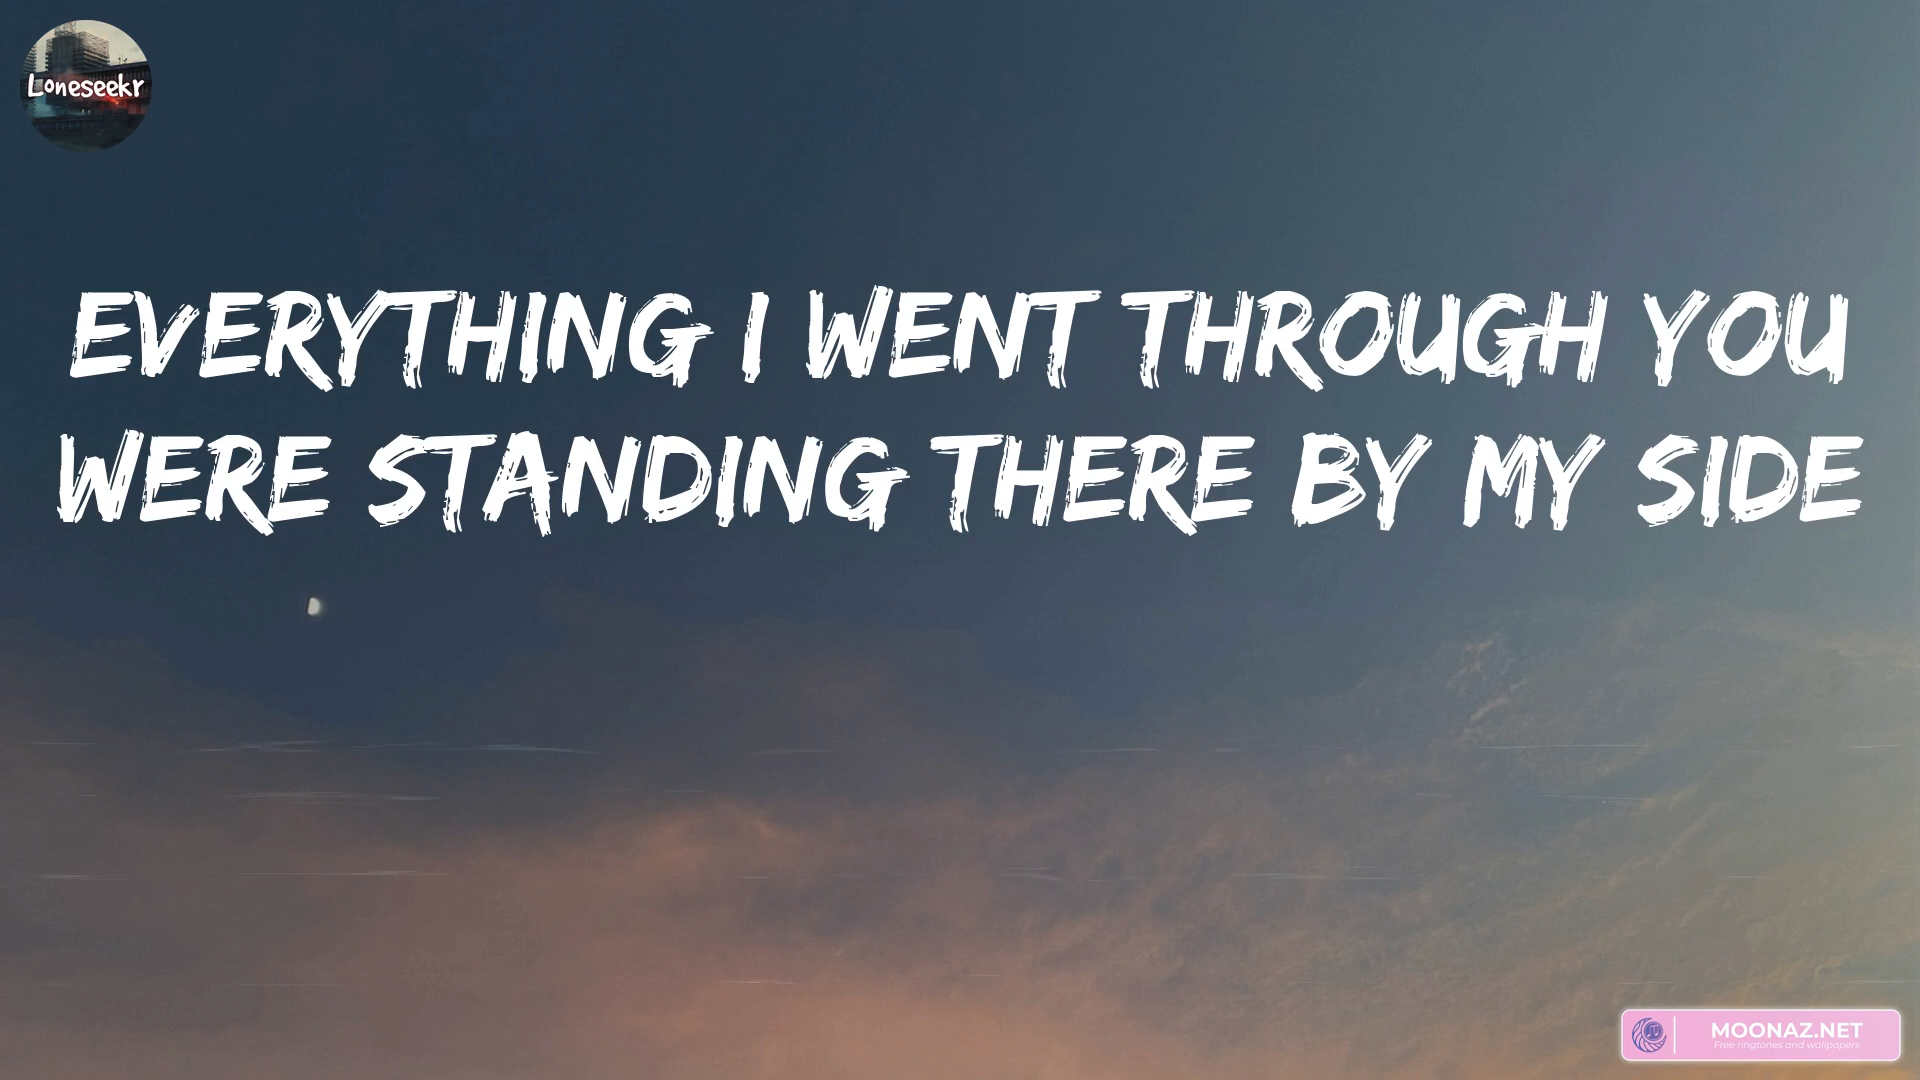 Loneseekr
EVERYTHING I WENT THROUGH YOU
WERE STANDING THERE BY MY SIDE
MOONAZ.NET
Free ringtones and wallpapers